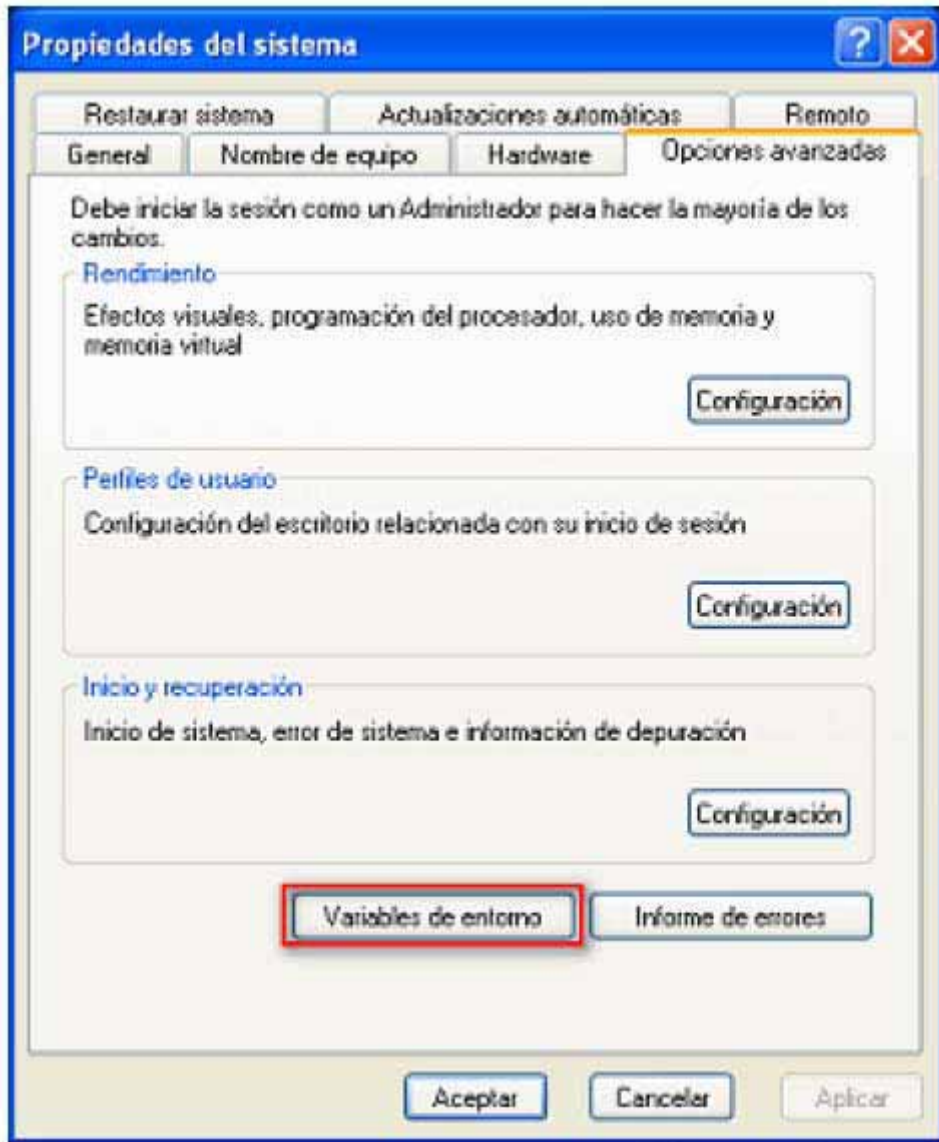 Propiedades del sistema
Restaurar sistema
Actualizaciones automáticas
Remoto
General
Nombre de equipo
Hardware
Opciones avanzadas
Debe iniciar la sesión como un Administrador para hacer la mayoría de los
cambios.
Rendimiento
Efectos visuales, programación del procesador, uso de memoria y
memoria virtual
Configuración
Perfiles de usuario
Configuración del escritorio relacionada con su inicio de sesión
Configuración
Inicio y recuperación
Inicio de sistema, error de sistema e información de depuración
Configuración
Variables de entorno
Informe de errores
Aceptar
Cancelar
Aplicar